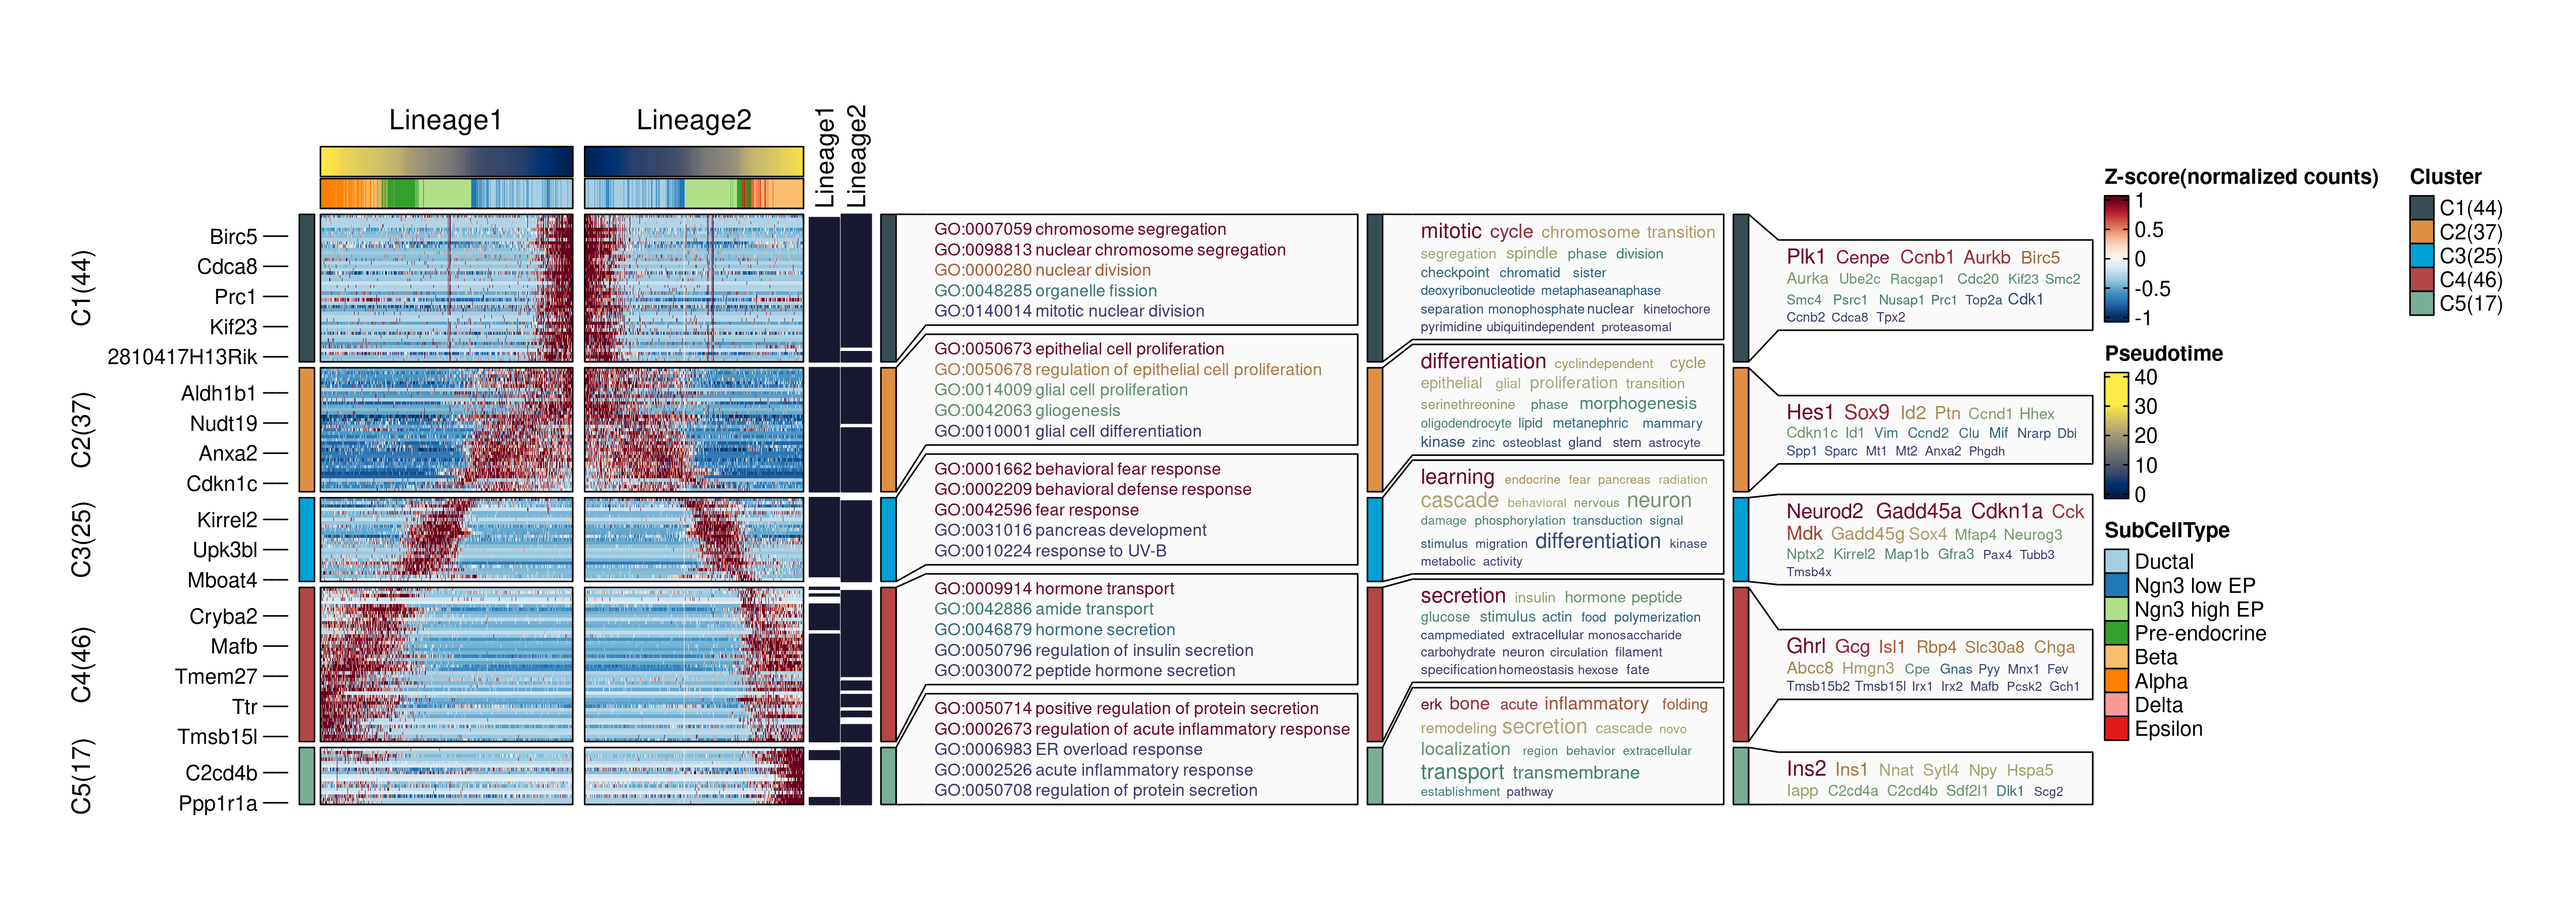 Lineage1
Lineage2
Lineage1
Lineage2
C1(44)
C2(37)
C3(25)
C4(46)
C5(17)
Birc5
Cdca8
Prc1
Kif23
2810417H13Rik
Aldh1b1
Nudt19
Anxa2
Cdkn1c
Kirrel2
Upk3bl
Mboat4
Cryba2
Mafb
Tmem27
Ttr
Tmsb15l
C2cd4b
Ppp1r1a
GO:0007059 chromosome segregation
GO:0098813 nuclear chromosome segregation
GO:0000280 nuclear division
GO:0048285 organelle fission
GO:0140014 mitotic nuclear division
GO:0050673 epithelial cell proliferation
GO:0050678 regulation of epithelial cell proliferation
GO:0014009 glial cell proliferation
GO:0042063 gliogenesis
GO:0010001 glial cell differentiation
GO:0001662 behavioral fear response
GO:0002209 behavioral defense response
GO:0042596 fear response
GO:0031016 pancreas development
GO:0010224 response to UV-B
GO:0009914 hormone transport
GO:0042886 amide transport
GO:0046879 hormone secretion
GO:0050796 regulation of insulin secretion
GO:0030072 peptide hormone secretion
GO:0050714 positive regulation of protein secretion
GO:0002673 regulation of acute inflammatory response
GO:0006983 ER overload response
GO:0002526 acute inflammatory response
GO:0050708 regulation of protein secretion
mitotic cycle chromosome transition
segregation spindle phase division
checkpoint chromatid sister
deoxyribonucleotide metaphaseanaphase
separation monophosphate nuclear kinetochore
pyrimidine ubiquitindependent proteasomal
differentiation cyclindependent cycle
epithelial glial proliferation transition
serinethreonine phase morphogenesis
oligodendrocyte lipid metanephric mammary
kinase zinc osteoblast gland stem astrocyte
learning endocrine fear pancreas radiation
cascade behavioral nervous neuron
damage phosphorylation transduction signal
stimulus migration differentiation kinase
metabolic activity
secretion insulin hormone peptide
glucose stimulus actin food polymerization
campmediated extracellular monosaccharide
carbohydrate neuron circulation filament
specification homeostasis hexose fate
erk bone acute inflammatory folding
remodeling secretion cascade novo
localization region behavior extracellular
transport transmembrane
establishment pathway
Plk1 Cenpe Ccnb1 Aurkb Birc5
Aurka Ube2c Racgap1 Cdc20 Kif23 Smc2
Smc4 Psrc1 Nusap1 Prc1 Top2a Cdk1
Ccnb2 Cdca8 Tpx2
Hes1 Sox9 Id2 Ptn Ccnd1 Hhex
Cdkn1c Id1 Vim Ccnd2 Clu Mif Nrarp Dbi
Spp1 Sparc Mt1 Mt2 Anxa2 Phgdh
Neurod2 Gadd45a Cdkn1a Cck
Mdk Gadd45g Sox4 Mfap4 Neurog3
Nptx2 Kirrel2 Map1b Gfra3 Pax4 Tubb3
Tmsb4x
Ghrl Gcg Isl1 Rbp4 Slc30a8 Chga
Abcc8 Hmgn3 Cpe Gnas Pyy Mnx1 Fev
Tmsb15b2 Tmsb15l Irx1 Irx2 Mafb Pcsk2 Gch1
Ins2 Ins1 Nnat Sytl4 Npy Hspa5
Iapp C2cd4a C2cd4b Sdf2l1 Dlk1 Scg2
Z-score(normalized counts)
1
0.5
0
-0.5
-1
Pseudotime
40
30
20
10
0
SubCellType
Ductal
Ngn3 low EP
Ngn3 high EP
Pre-endocrine
Beta
Alpha
Delta
Epsilon
Cluster
C1(44)
C2(37)
C3(25)
C4(46)
C5(17)